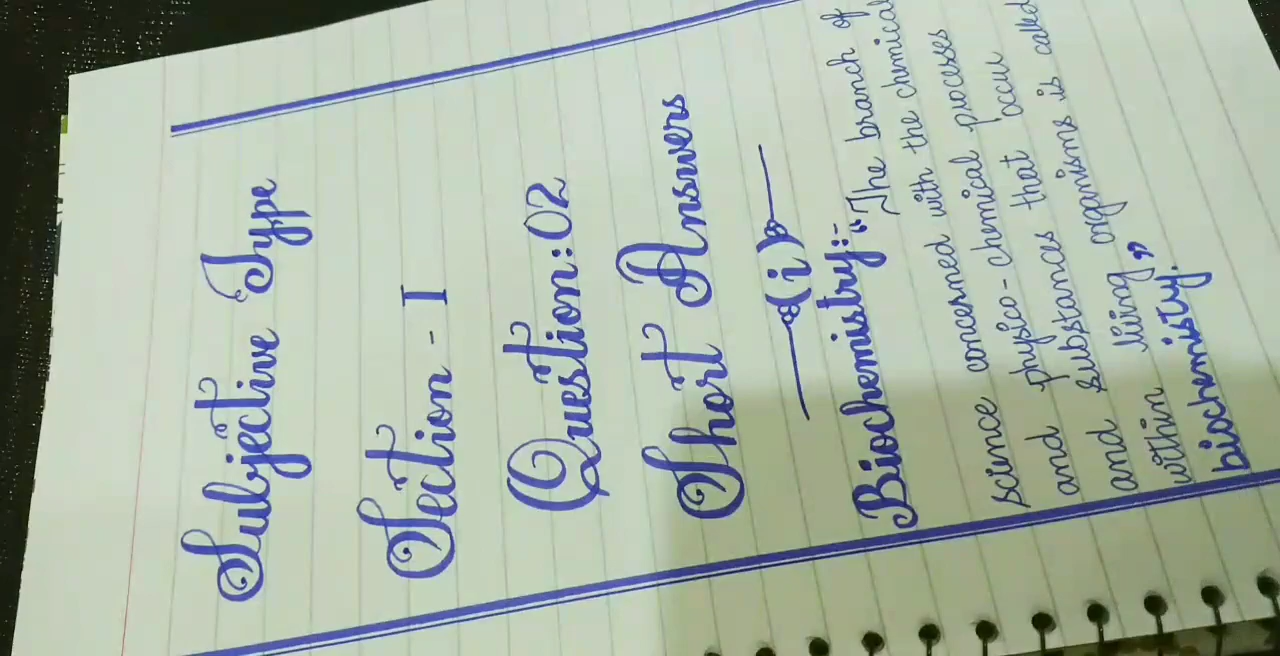 Subjective Type
Section - I
Question:02
Short Answers
(i)
Biochemistry:-
"The branch of
science concerned with the chemical
and physico-chemical processes
and substances that occur
within living organisms is called
biochemistry."